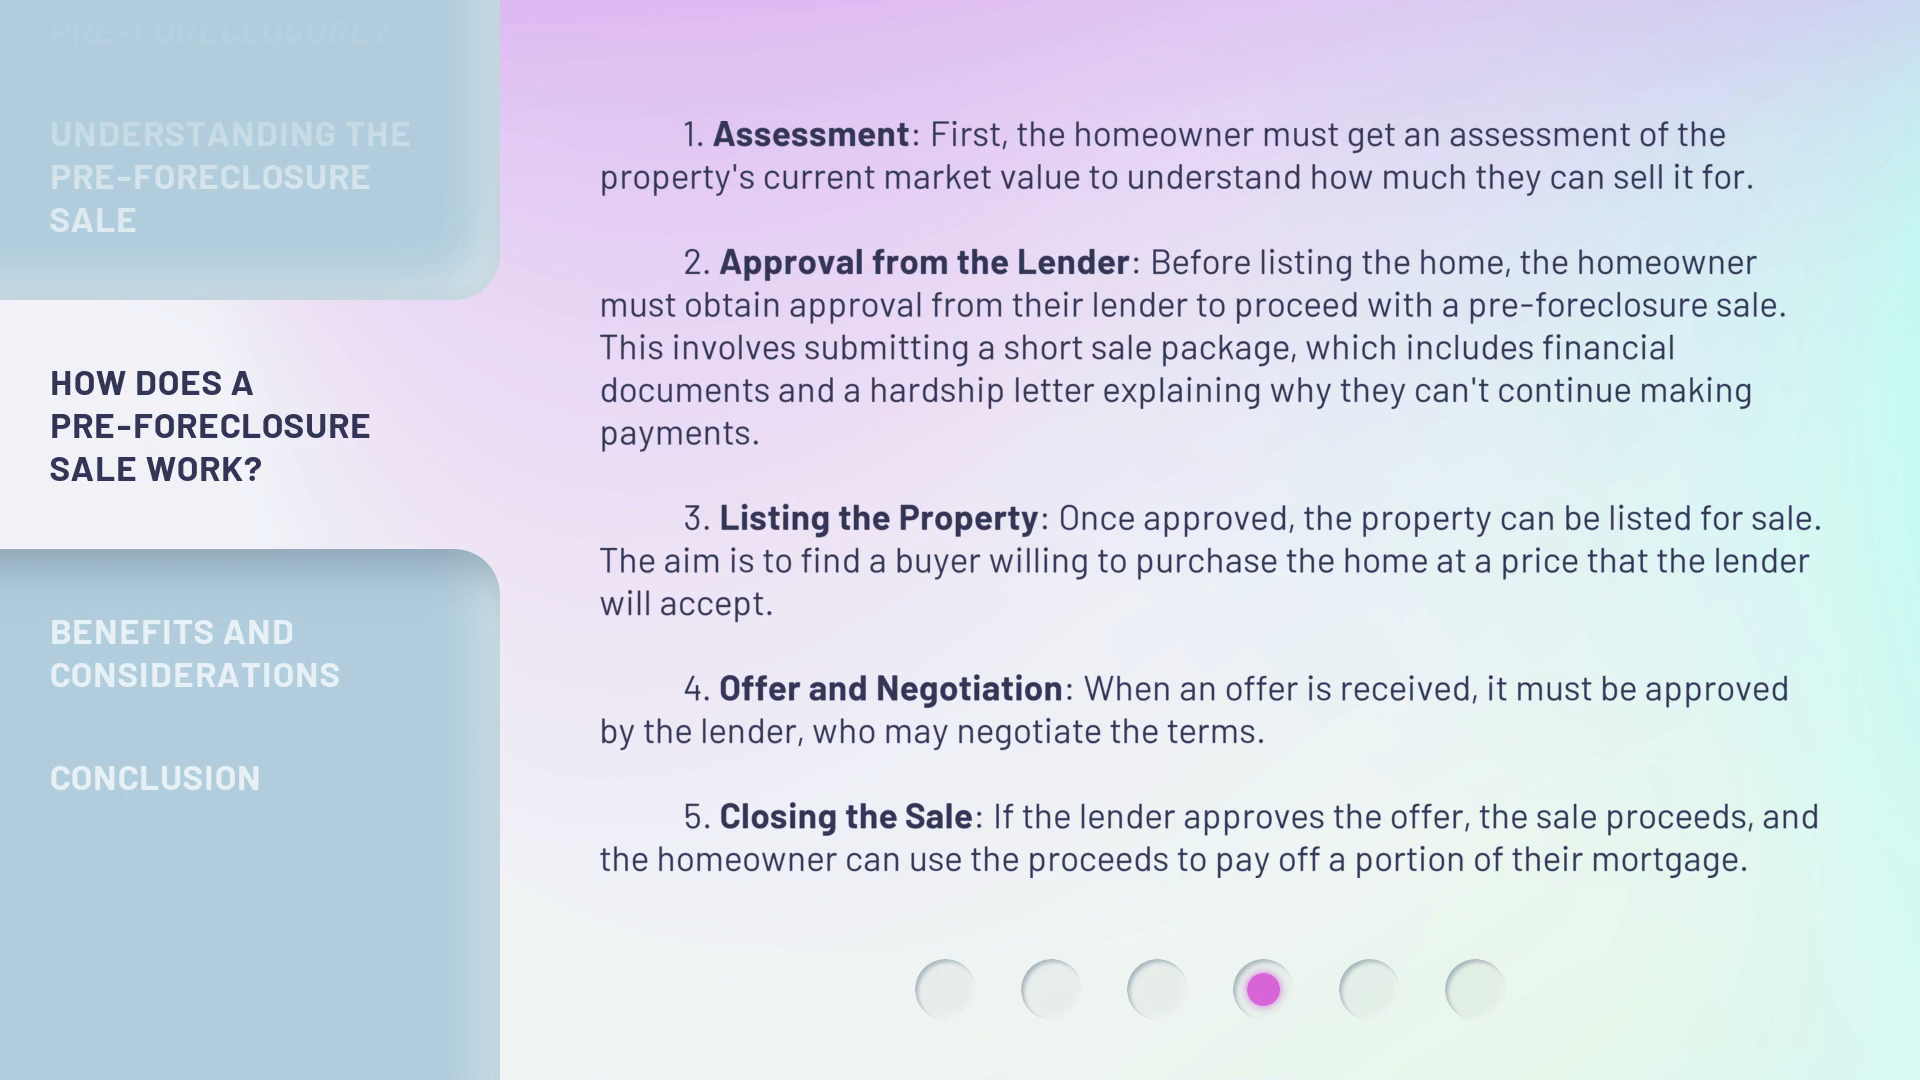 PRE-FORECLOSURE?
UNDERSTANDING THE
PRE-FORECLOSURE
SALE
HOW DOES A
PRE-FORECLOSURE
SALE WORK?
BENEFITS AND
CONSIDERATIONS
CONCLUSION
1. Assessment: First, the homeowner must get an assessment of the
property's current market value to understand how much they can sell it for.
2. Approval from the Lender: Before listing the home, the homeowner
must obtain approval from their lender to proceed with a pre-foreclosure sale.
This involves submitting a short sale package, which includes financial
documents and a hardship letter explaining why they can't continue making
payments.
3. Listing the Property: Once approved, the property can be listed for sale.
The aim is to find a buyer willing to purchase the home at a price that the lender
will accept.
4. Offer and Negotiation: When an offer is received, it must be approved
by the lender, who may negotiate the terms.
5. Closing the Sale: If the lender approves the offer, the sale proceeds, and
the homeowner can use the proceeds to pay off a portion of their mortgage.